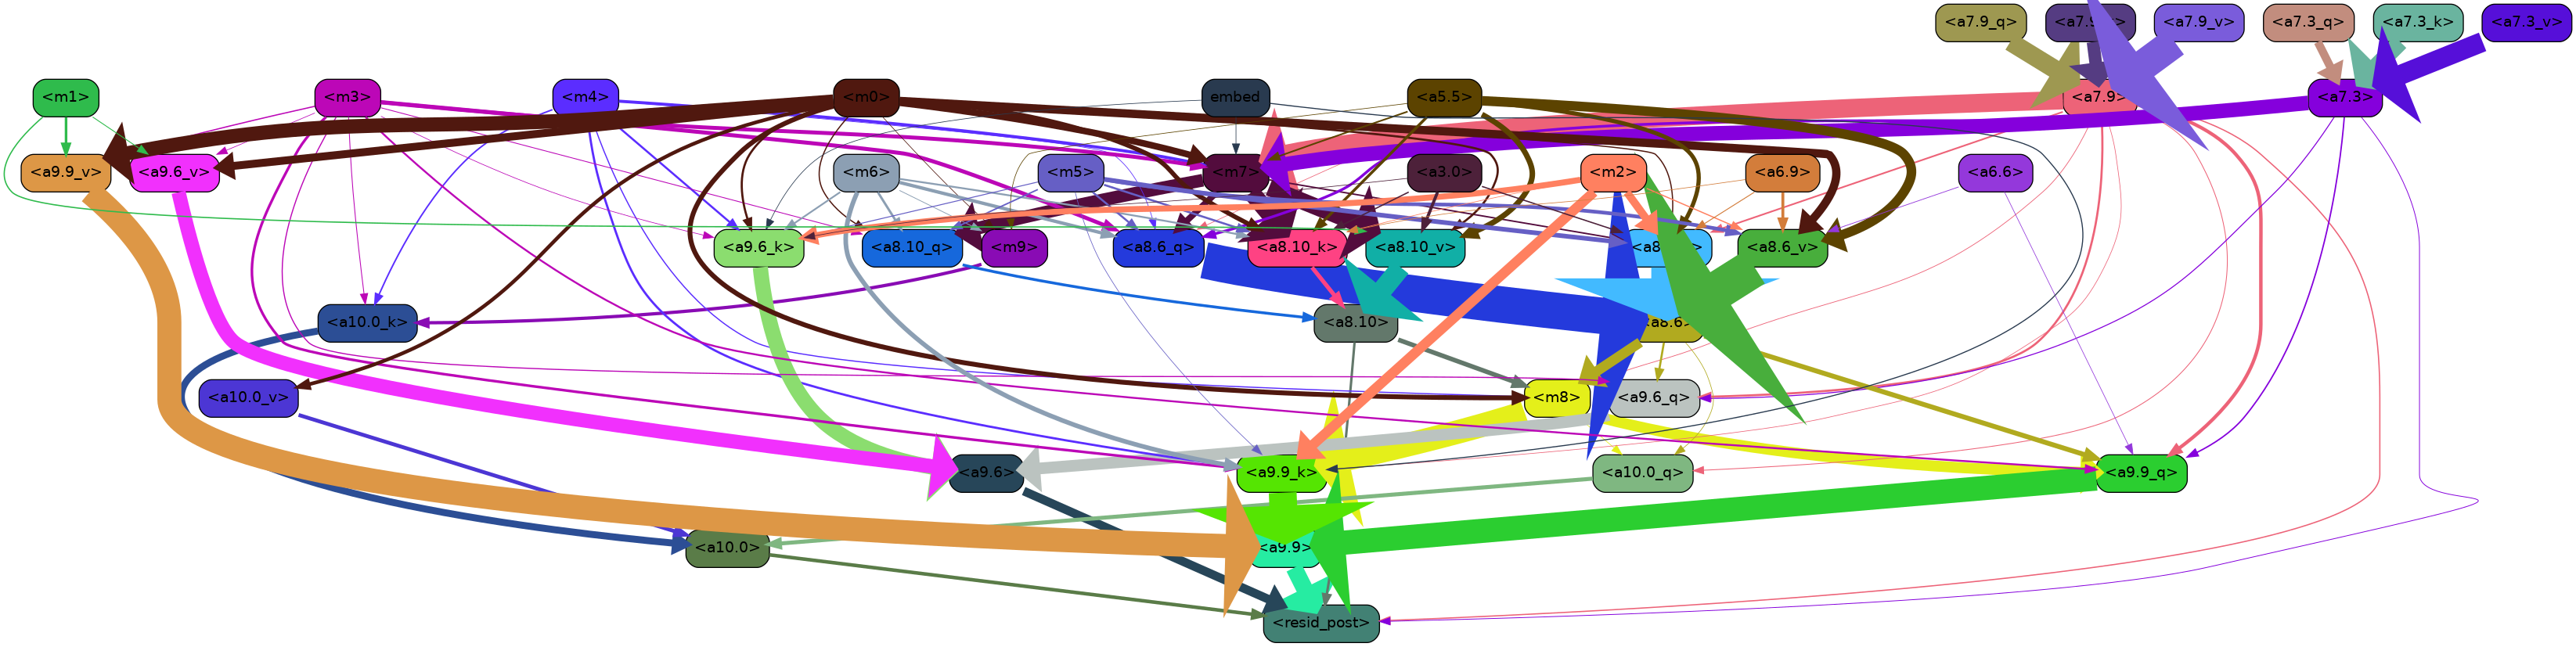 <a7.9_q> <a7.9 <a7.9_v> <a7.3_q> <a7.3_k> <a7.3_v>
<m1> <m3> <m4> <m0> embed <a5.5> <a7.9> <a7.3>
<a9.9_v> <a9.6_v> <m6> <m5> <m7> <a3.0> <m2> <a6.9> <a6.6>
<a9.6_k> <a8.10_q> <m9> <a8.6_q> <a8.10_k> <a8.10_v> <a8.6_v>
<a10.0_k> <a8.10> <a8.6>
<a10.0_v> <m8> <a9.6_q>
<a9.6> <a9.9_k> <a10.0_q> <a9.9_q>
<a10.0> <a9.9>
<resid_post>